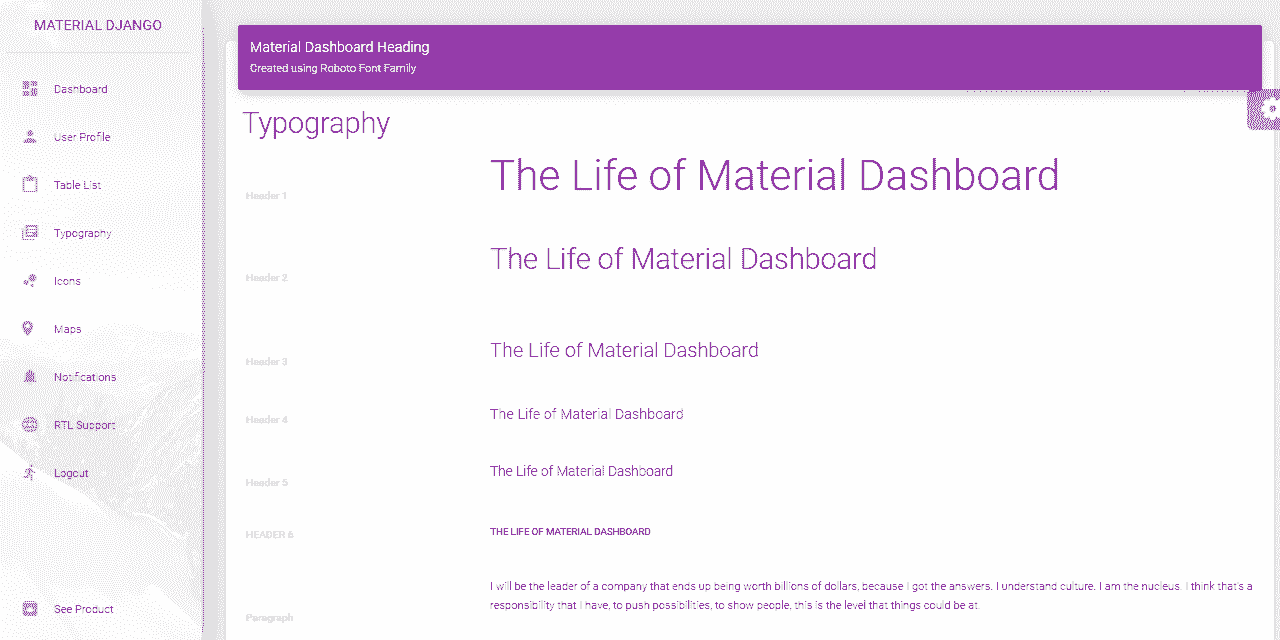 MATERIAL DJANGO
Dashboard
User Profile
Table List
Typography
Icons
Maps
Notifications
RTL Support
Logout
See Product
Material Dashboard Heading
Created using Roboto Font Family
Typography
Header 1
The Life of Material Dashboard
Header 2
The Life of Material Dashboard
Header 3
The Life of Material Dashboard
Header 4
The Life of Material Dashboard
Header 5
The Life of Material Dashboard
HEADER 6
THE LIFE OF MATERIAL DASHBOARD
Paragraph
I will be the leader of a company that ends up being worth billions of dollars, because I got the answers. I understand culture. I am the nucleus. I think that's a
responsibility that I have, to push possibilities, to show people, this is the level that things could be at.